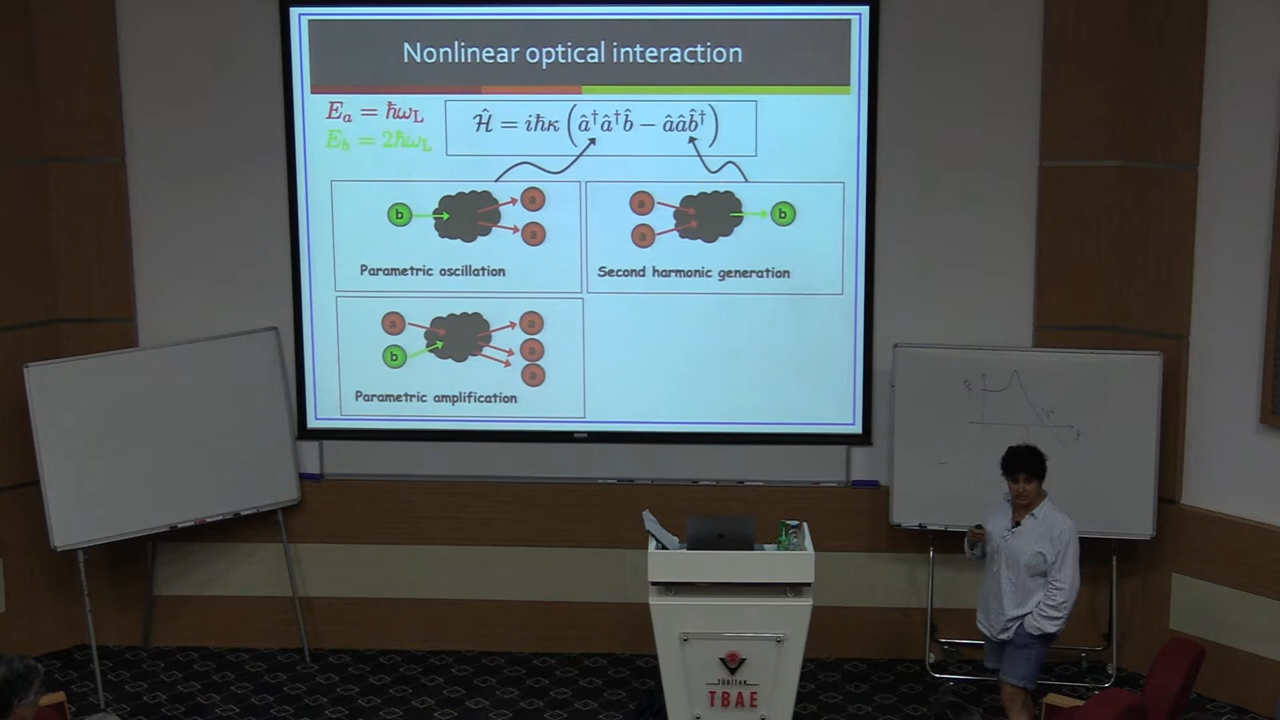 Nonlinear optical interaction
E_a = ħω_L
E_b = 2ħω_L
Ĥ = iħκ (â†â†b̂ − ââb̂†)
b a a
a a b
Parametric oscillation
Second harmonic generation
a b a a a
Parametric amplification
TÜBİTAK
TBAE